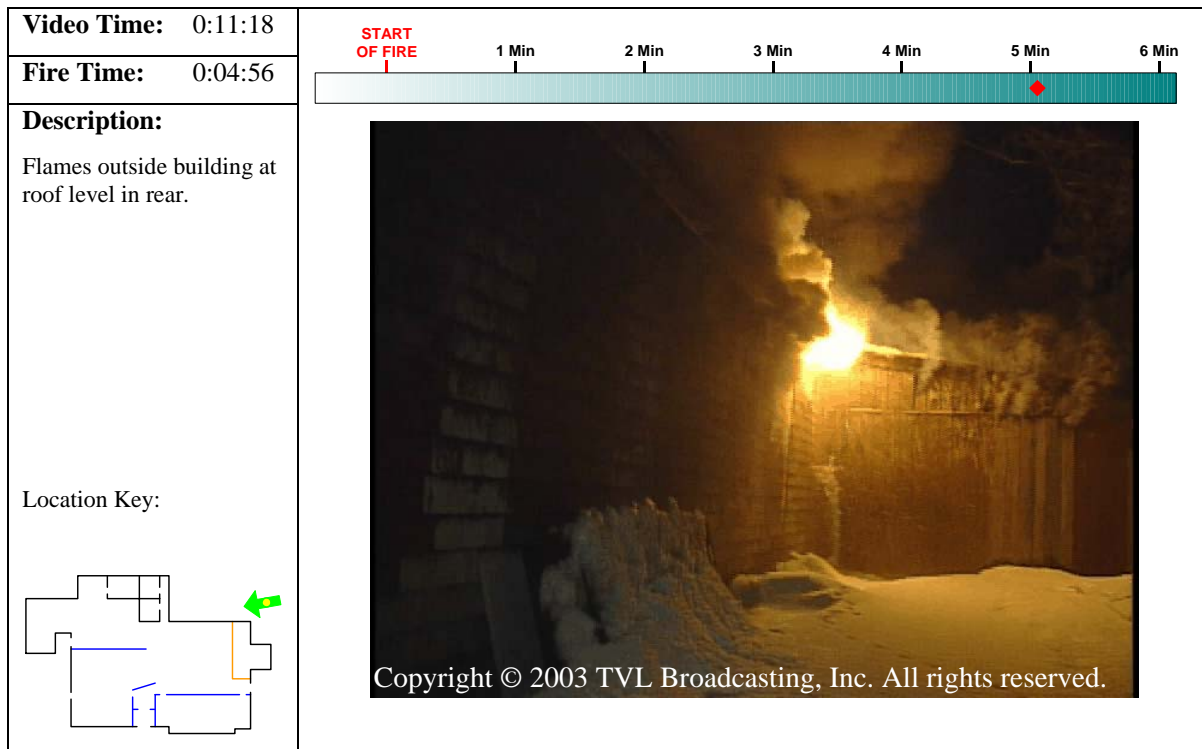 Video Time: 0:11:18
Fire Time: 0:04:56
Description:
Flames outside building at
roof level in rear.
Location Key:
START
OF FIRE
1 Min 2 Min 3 Min 4 Min 5 Min 6 Min
Copyright © 2003 TVL Broadcasting, Inc. All rights reserved.